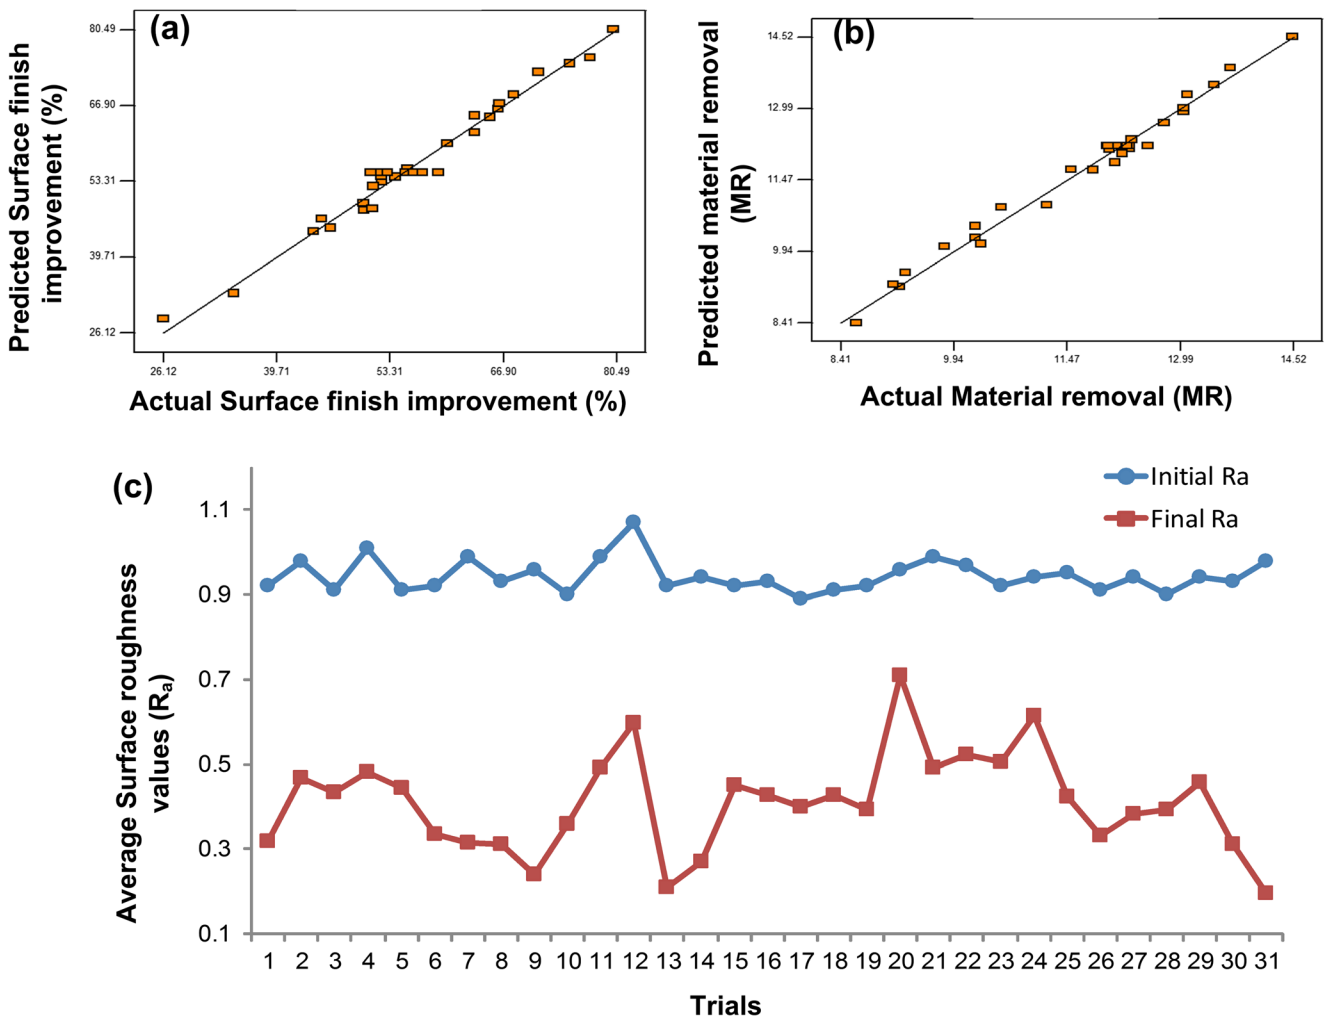 (a)
Predicted Surface finish
improvement (%)
80.49
66.90
53.31
39.71
26.12
26.12 39.71 53.31 66.90 80.49
Actual Surface finish improvement (%)
(b)
Predicted material removal
(MR)
14.52
12.99
11.47
9.94
8.41
8.41 9.94 11.47 12.99 14.52
Actual Material removal (MR)
(c)
Initial Ra
Final Ra
Average Surface roughness
values (Ra)
1.1
0.9
0.7
0.5
0.3
0.1
1 2 3 4 5 6 7 8 9 10 11 12 13 14 15 16 17 18 19 20 21 22 23 24 25 26 27 28 29 30 31
Trials